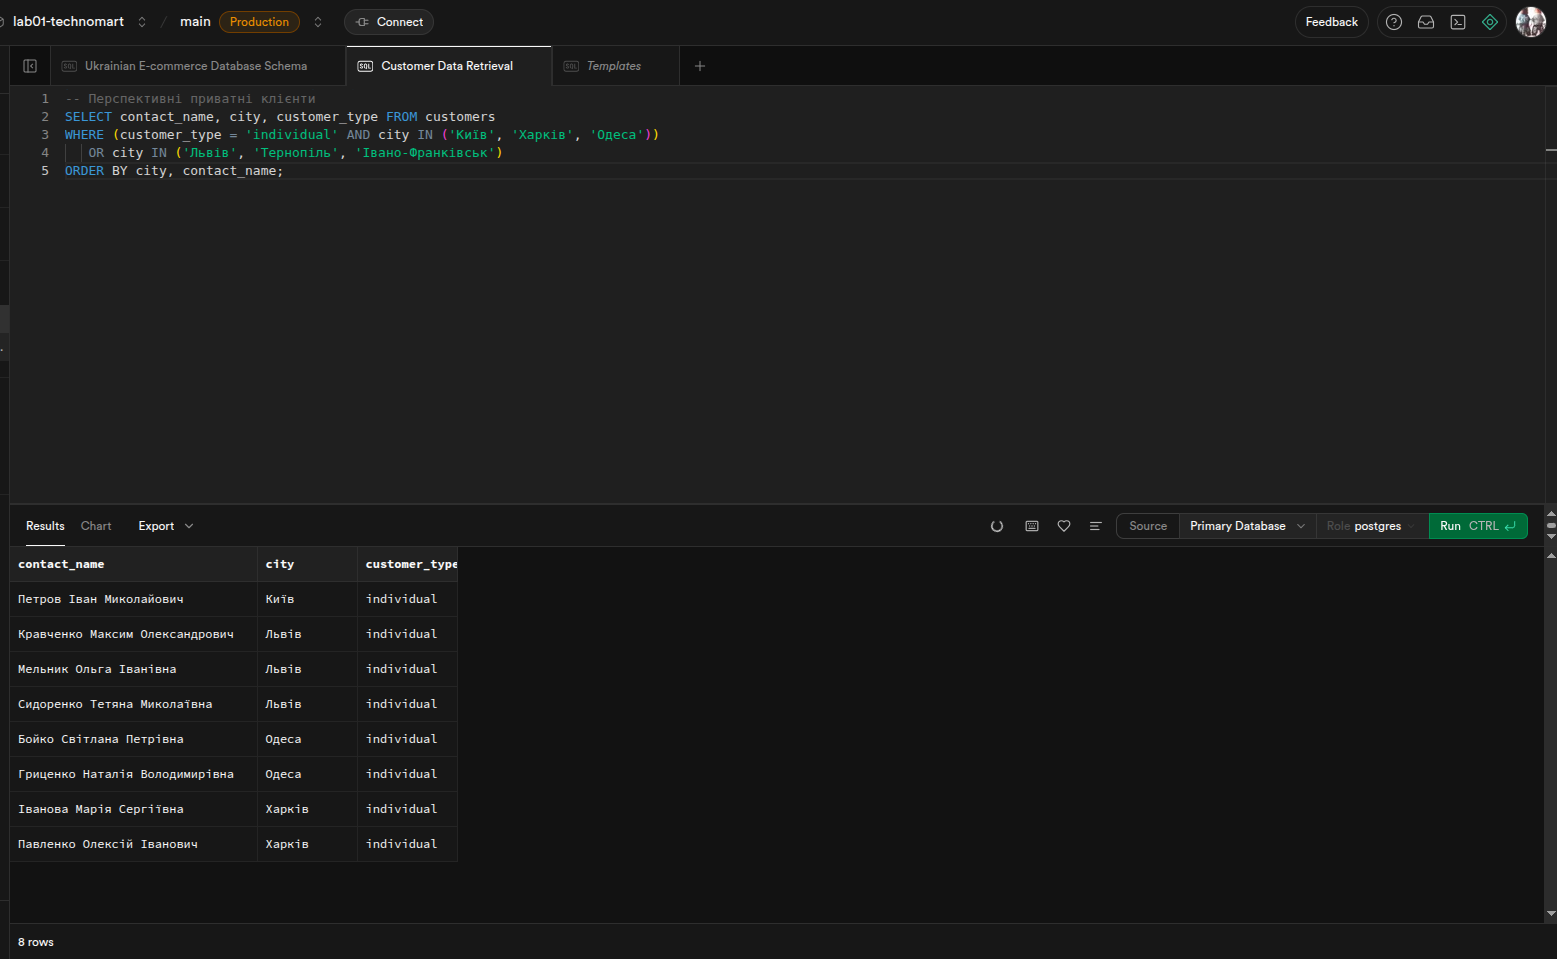 lab01-technomart / main Production Connect Feedback
Ukrainian E-commerce Database Schema Customer Data Retrieval Templates
1 -- Перспективні приватні клієнти
2 SELECT contact_name, city, customer_type FROM customers
3 WHERE (customer_type = 'individual' AND city IN ('Київ', 'Харків', 'Одеса'))
4 OR city IN ('Львів', 'Тернопіль', 'Івано-Франківськ')
5 ORDER BY city, contact_name;
Results Chart Export Source Primary Database Role postgres Run CTRL
contact_name city customer_type
Петров Іван Миколайович Київ individual
Кравченко Максим Олександрович Львів individual
Мельник Ольга Іванівна Львів individual
Сидоренко Тетяна Миколаївна Львів individual
Бойко Світлана Петрівна Одеса individual
Гриценко Наталія Володимирівна Одеса individual
Іванова Марія Сергіївна Харків individual
Павленко Олексій Іванович Харків individual
8 rows